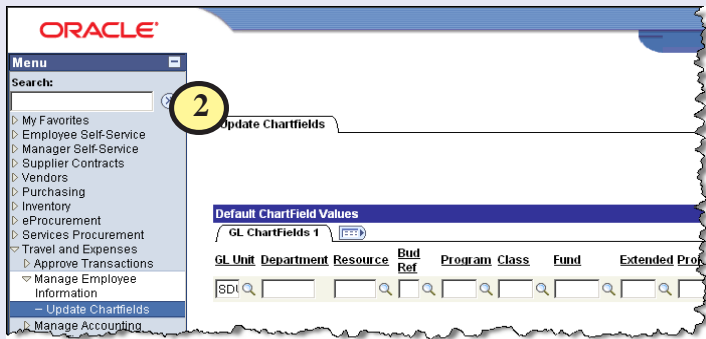 ORACLE
Menu
Search:
2
My Favorites
Employee Self-Service
Manager Self-Service
Supplier Contracts
Vendors
Purchasing
Inventory
eProcurement
Services Procurement
Travel and Expenses
Approve Transactions
Manage Employee
Information
– Update Chartfields
Manage Accounting
Update Chartfields
Default ChartField Values
GL ChartFields 1
GL Unit Department Resource Bud Ref Program Class Fund Extended